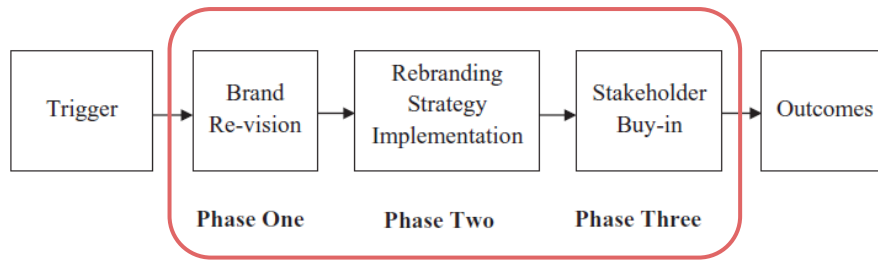 Trigger
Brand
Re-vision
Rebranding
Strategy
Implementation
Stakeholder
Buy-in
Outcomes
Phase One
Phase Two
Phase Three